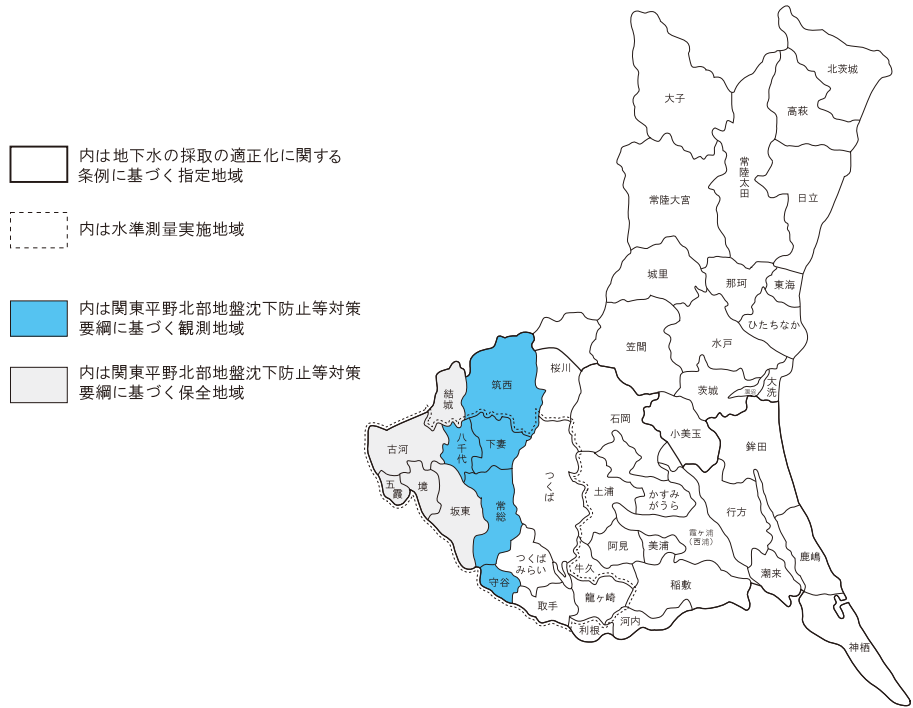 内は地下水の採取の適正化に関する
条例に基づく指定地域
内は水準測量実施地域
内は関東平野北部地盤沈下防止等対策
要綱に基づく観測地域
内は関東平野北部地盤沈下防止等対策
要綱に基づく保全地域
北茨城
大子
高萩
常陸太田
日立
常陸大宮
城里
那珂
東海
ひたちなか
水戸
笠間
桜川
筑西
結城
茨城
大洗
石岡
小美玉
鉾田
古河
八千代
下妻
つくば
五霞
境
坂東
常総
土浦
かすみ
がうら
行方
霞ヶ浦
(西浦)
阿見
美浦
つくば
みらい
牛久
鹿嶋
潮来
守谷
稲敷
龍ヶ崎
取手
利根
河内
神栖